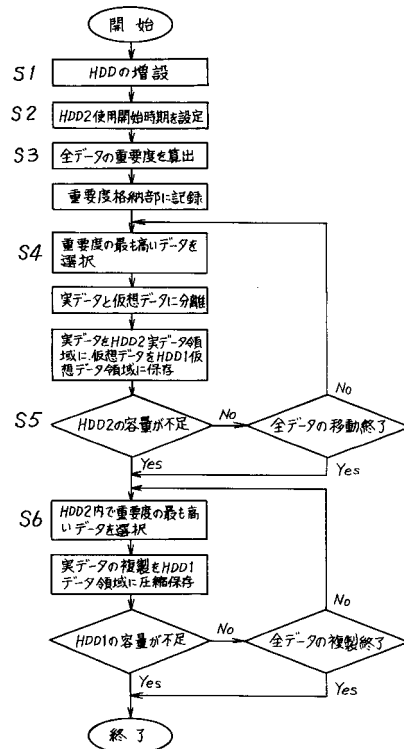 開始
S1
HDDの増設
S2
HDD2使用開始時期を設定
S3
全データの重要度を算出
重要度格納部に記録
S4
重要度の最も高いデータを
選択
実データと仮想データに分離
実データをHDD2実データ領
域に、仮想データをHDD1仮
想データ領域に保存
No
S5
HDD2の容量が不足
No
全データの移動終了
Yes
Yes
S6
HDD2内で重要度の最も高
いデータを選択
実データの複製をHDD1
データ領域に圧縮保存
No
HDD1の容量が不足
No
全データの複製終了
Yes
Yes
終了